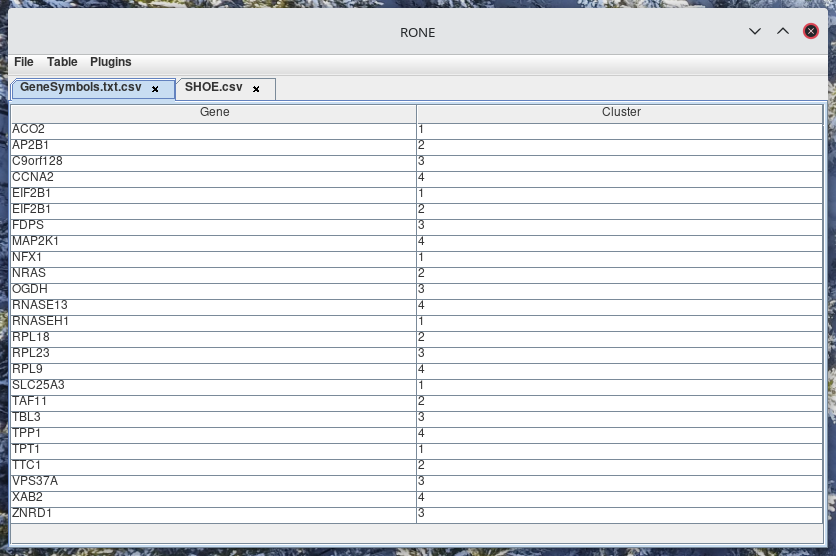 RONE
File Table Plugins
GeneSymbols.txt.csv SHOE.csv
Gene Cluster
ACO2 1
AP2B1 2
C9orf128 3
CCNA2 4
EIF2B1 1
EIF2B1 2
FDPS 3
MAP2K1 4
NFX1 1
NRAS 2
OGDH 3
RNASE13 4
RNASEH1 1
RPL18 2
RPL23 3
RPL9 4
SLC25A3 1
TAF11 2
TBL3 3
TPP1 4
TPT1 1
TTC1 2
VPS37A 3
XAB2 4
ZNRD1 3